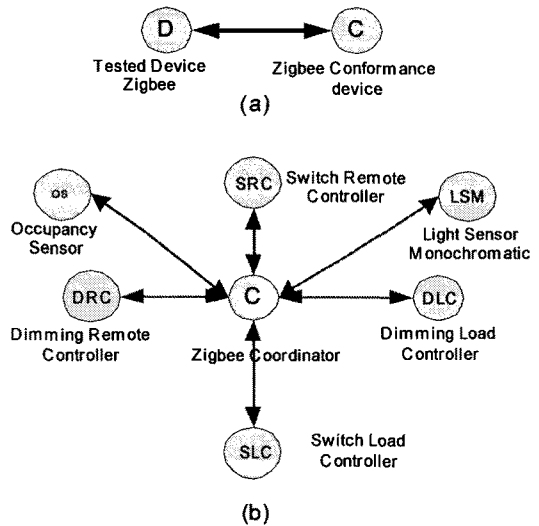 D
C
Tested Device
Zigbee
Zigbee Conformance
device
(a)
SRC
Switch Remote
Controller
os
Occupancy
Sensor
LSM
Light Sensor
Monochromatic
DRC
Dimming Remote
Controller
C
Zigbee Coordinator
DLC
Dimming Load
Controller
SLC
Switch Load
Controller
(b)